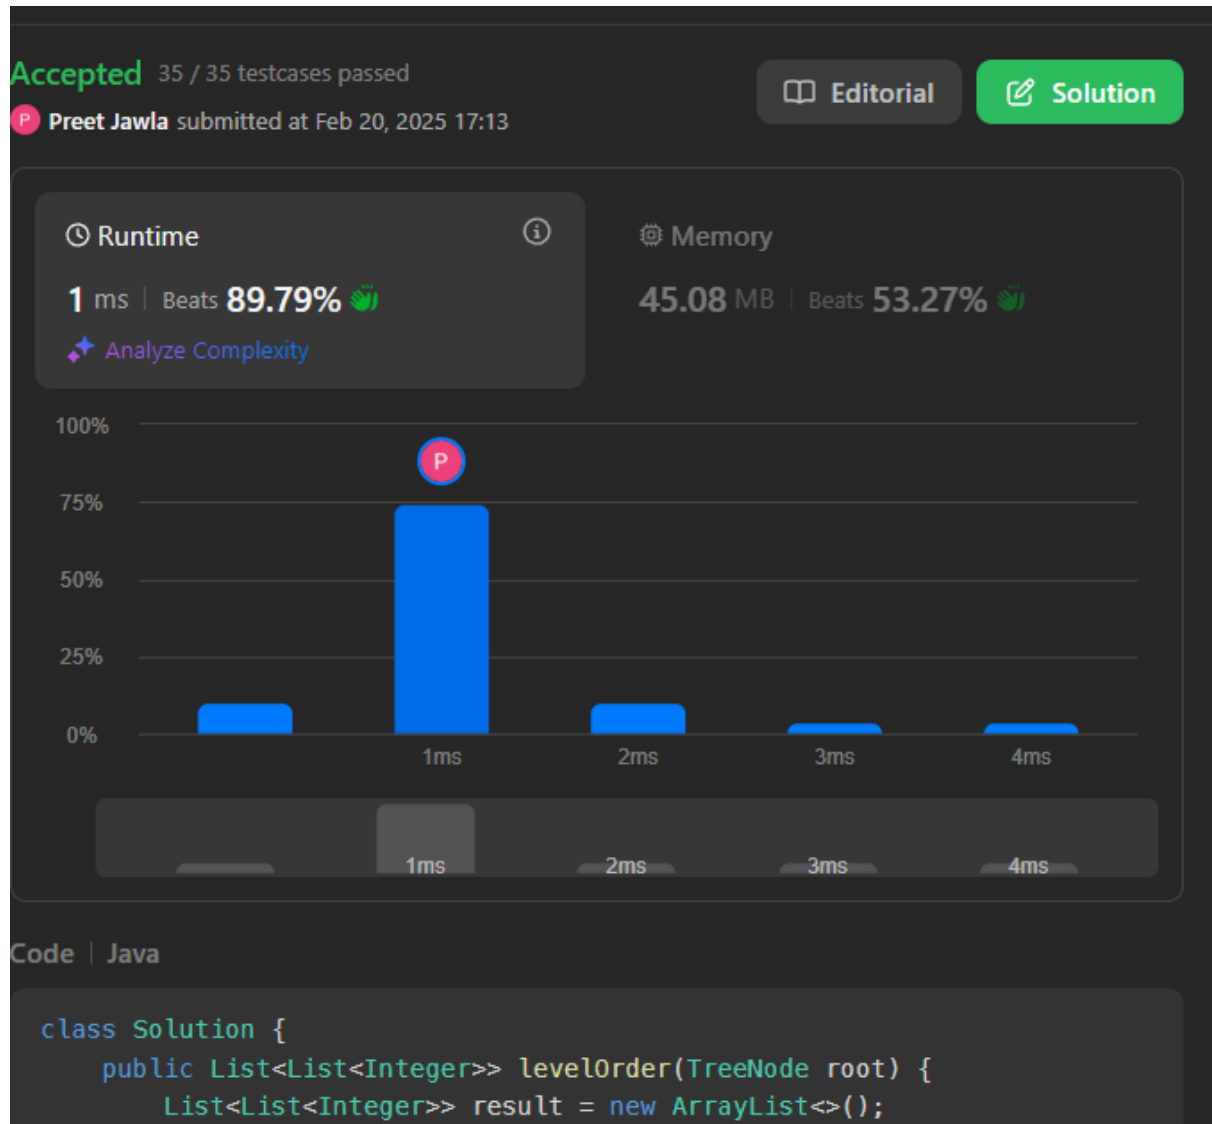 Accepted 35 / 35 testcases passed
Editorial
Solution
P Preet Jawla submitted at Feb 20, 2025 17:13
Runtime
1 ms | Beats 89.79%
Analyze Complexity
Memory
45.08 MB | Beats 53.27%
100%
P
75%
50%
25%
0%
1ms 2ms 3ms 4ms
1ms 2ms 3ms 4ms
Code | Java
class Solution {
    public List<List<Integer>> levelOrder(TreeNode root) {
        List<List<Integer>> result = new ArrayList<>();